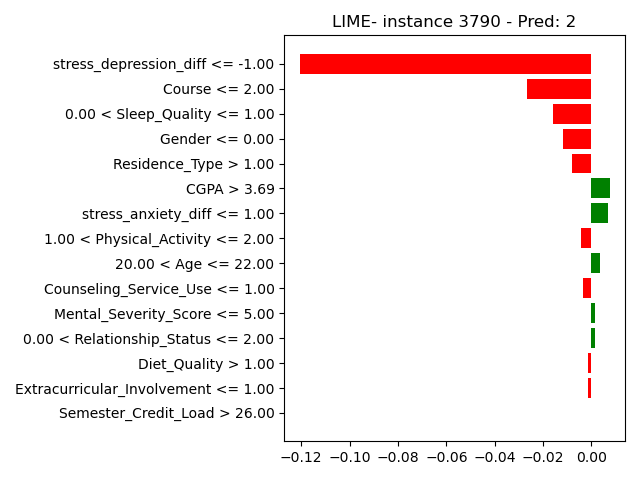 LIME- instance 3790 - Pred: 2
stress_depression_diff <= -1.00
Course <= 2.00
0.00 < Sleep_Quality <= 1.00
Gender <= 0.00
Residence_Type > 1.00
CGPA > 3.69
stress_anxiety_diff <= 1.00
1.00 < Physical_Activity <= 2.00
20.00 < Age <= 22.00
Counseling_Service_Use <= 1.00
Mental_Severity_Score <= 5.00
0.00 < Relationship_Status <= 2.00
Diet_Quality > 1.00
Extracurricular_Involvement <= 1.00
Semester_Credit_Load > 26.00
−0.12 −0.10 −0.08 −0.06 −0.04 −0.02 0.00